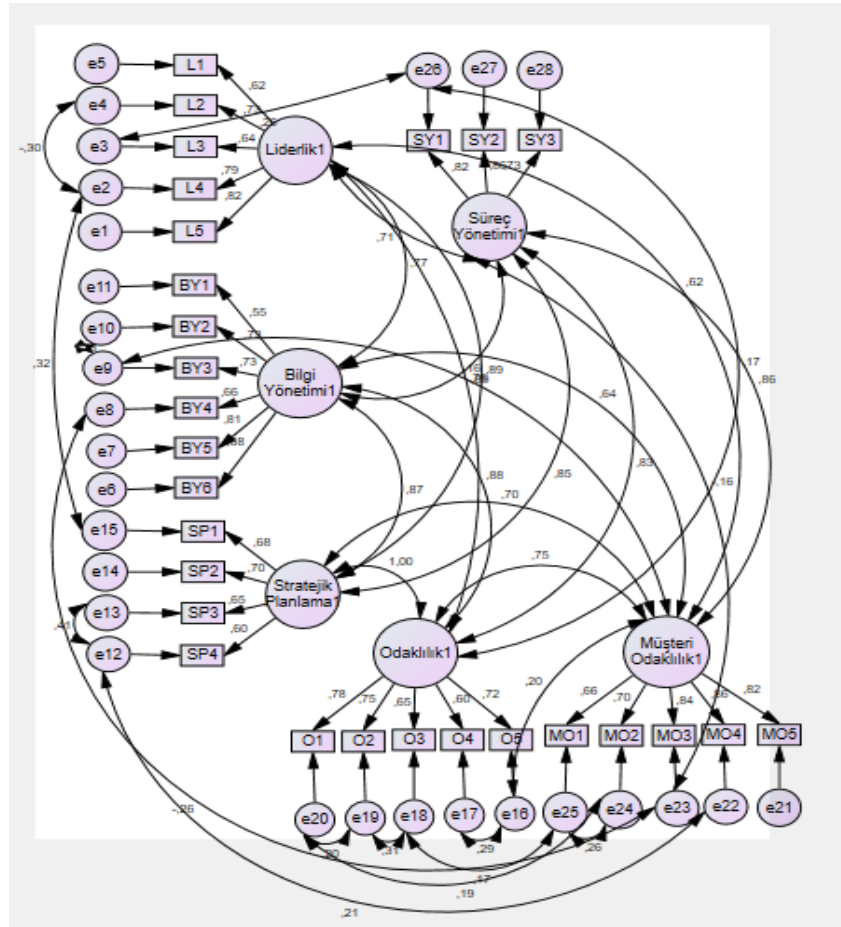 e5
L1
e4
L2
e3
L3
e2
L4
e1
L5
,62
,64
,79
,82
-,30
Liderlik1
e26
e27
e28
SY1
SY2
SY3
,82
Süreç
Yönetimi1
,71
,77
,62
e11
BY1
e10
BY2
e9
BY3
e8
BY4
e7
BY5
e6
BY6
,55
,73
,66
,81
,32
Bilgi
Yönetimi1
,89
,64
,17
,86
,88
,85
,83
,16
,87
,70
e15
SP1
e14
SP2
e13
SP3
e12
SP4
,68
,70
,65
,60
,41
Stratejik
Planlama1
1,00
,75
Odaklılık1
Müşteri
Odaklılık1
,78
,75
,65
,60
,72
,20
,66
,70
,84
,82
O1
O2
O3
O4
O5
MO1
MO2
MO3
MO4
MO5
e20
e19
e18
e17
e16
e25
e24
e23
e22
e21
-,26
,31
,29
,26
,17
,19
,21